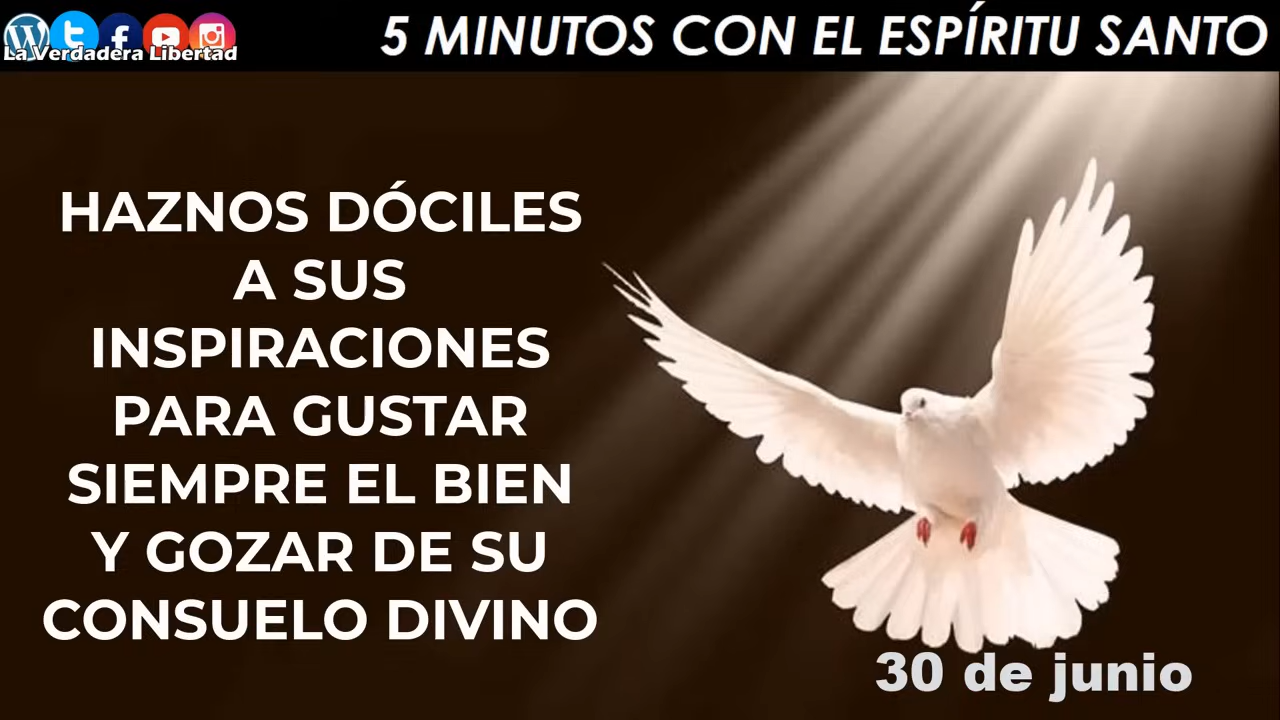 La Verdadera Libertad
5 MINUTOS CON EL ESPÍRITU SANTO
HAZNOS DÓCILES
A SUS
INSPIRACIONES
PARA GUSTAR
SIEMPRE EL BIEN
Y GOZAR DE SU
CONSUELO DIVINO
30 de junio